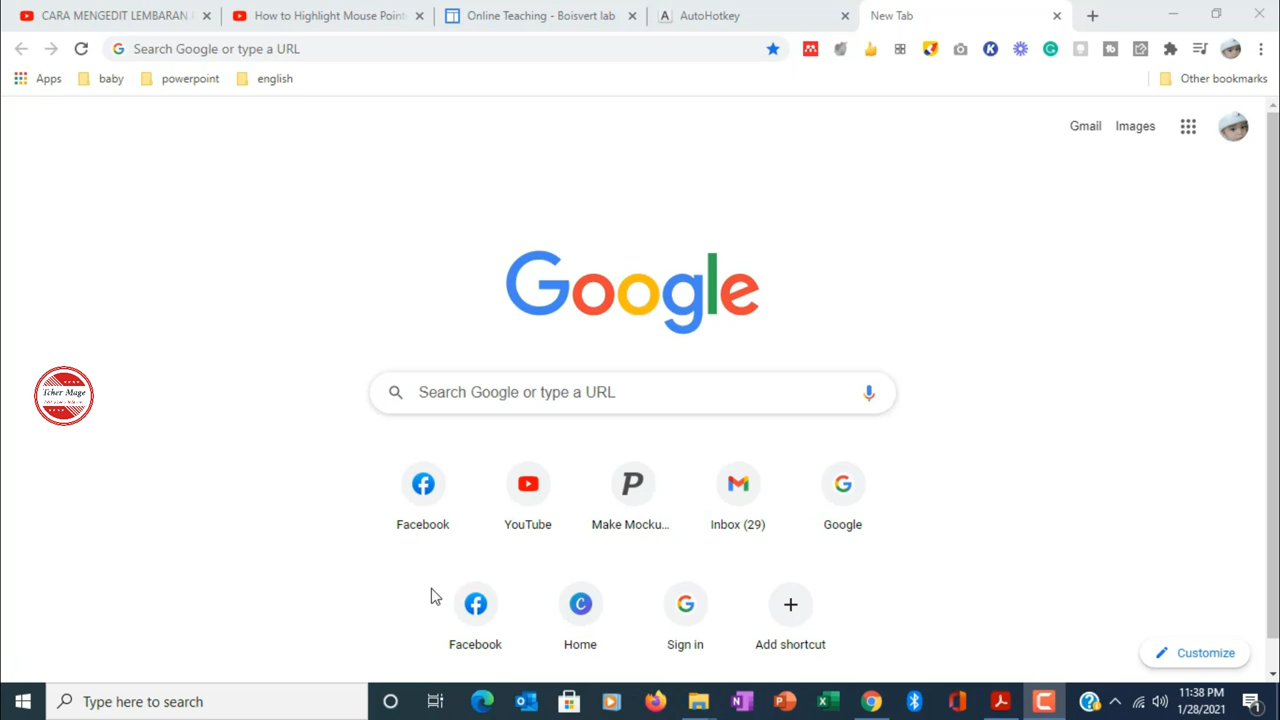 CARA MENGEDIT LEMBARAN
How to Highlight Mouse Point
Online Teaching - Boisvert lab
AutoHotkey
New Tab
Search Google or type a URL
Apps
baby
powerpoint
english
Other bookmarks
Gmail
Images
Google
Tcher Mage
Search Google or type a URL
Facebook
YouTube
Make Mocku...
Inbox (29)
Google
Facebook
Home
Sign in
Add shortcut
Customize
Type here to search
11:38 PM
1/28/2021